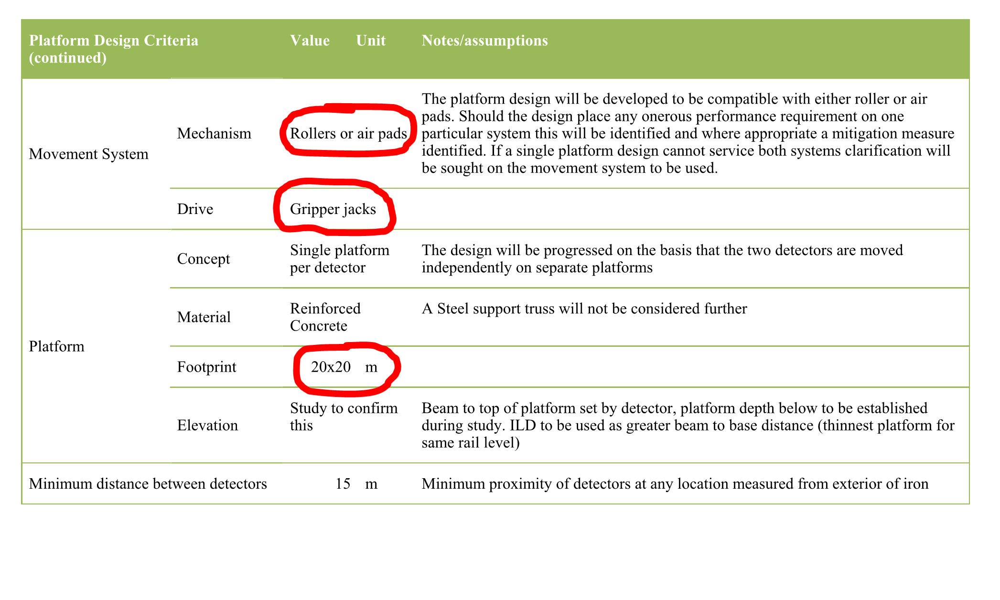 Platform Design Criteria (continued) Value Unit Notes/assumptions
Movement System
Mechanism
Rollers or air pads
The platform design will be developed to be compatible with either roller or air
pads. Should the design place any onerous performance requirement on one
particular system this will be identified and where appropriate a mitigation measure
identified. If a single platform design cannot service both systems clarification will
be sought on the movement system to be used.
Drive
Gripper jacks
Platform
Concept
Single platform
per detector
The design will be progressed on the basis that the two detectors are moved
independently on separate platforms
Material
Reinforced
Concrete
A Steel support truss will not be considered further
Footprint
20x20 m
Elevation
Study to confirm
this
Beam to top of platform set by detector, platform depth below to be established
during study. ILD to be used as greater beam to base distance (thinnest platform for
same rail level)
Minimum distance between detectors
15 m
Minimum proximity of detectors at any location measured from exterior of iron